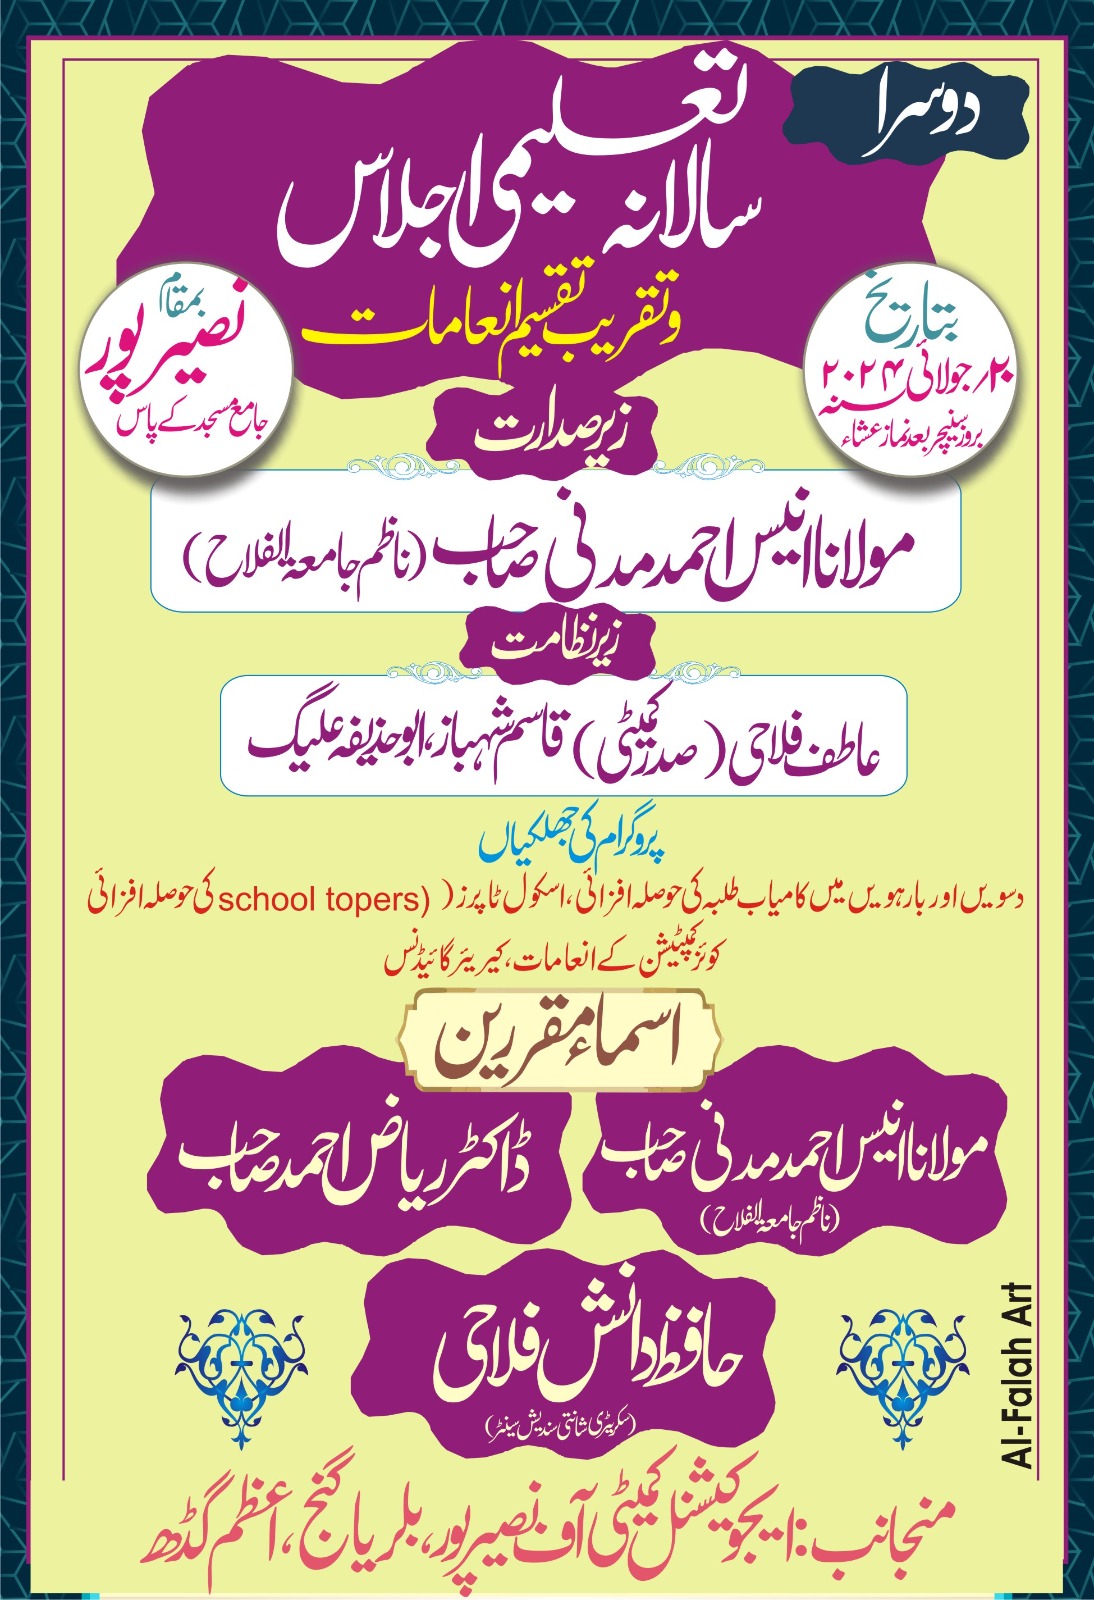 دوسرا
سالانہ تعلیمی اجلاس
و تقریب تقسیم انعامات
بتاریخ
۲۰؍جولائی ۲۰۲۴
بروز سنیچر بعد نماز عشاء
بمقام
نصیر پور
جامع مسجد کے پاس
زیر صدارت
مولانا انیس احمد مدنی صاحب (ناظم جامعۃ الفلاح)
زیر نظامت
عاطف فلاحی (صدر کمیٹی) قاسم شہباز، ابوحذیفہ علیگ
پروگرام کی جھلکیاں
دسویں اور بارہویں میں کامیاب طلبہ کی حوصلہ افزائی، اسکول ٹاپرز (school topers) کی حوصلہ افزائی
کوئز کمپٹیشن کے انعامات، کیریئر گائیڈنس
اسماء مقررین
مولانا انیس احمد مدنی صاحب
(ناظم جامعۃ الفلاح)
ڈاکٹر ریاض احمد صاحب
حافظ دانش فلاحی
(سکریٹری شانتی سندیش سینٹر)
منجانب: ایجوکیشنل کمیٹی آف نصیر پور، بلریا گنج، اعظم گڈھ
Al-Falah Art